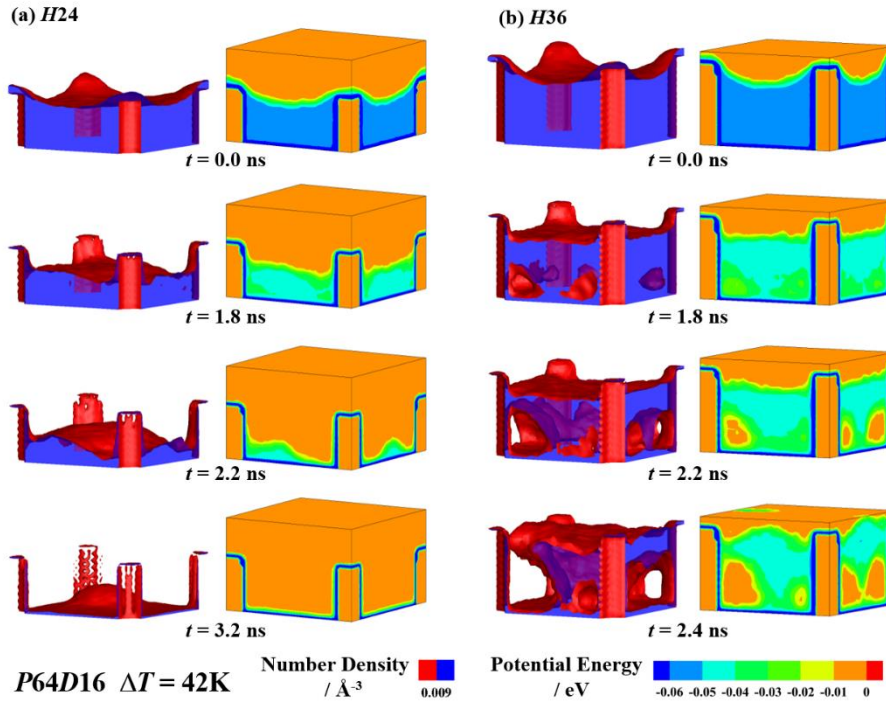 (a) H24
(b) H36
t = 0.0 ns
t = 0.0 ns
t = 1.8 ns
t = 1.8 ns
t = 2.2 ns
t = 2.2 ns
t = 3.2 ns
t = 2.4 ns
P64D16 ΔT = 42K
Number Density
/ Å-3
0.009
Potential Energy
/ eV
-0.06 -0.05 -0.04 -0.03 -0.02 -0.01 0